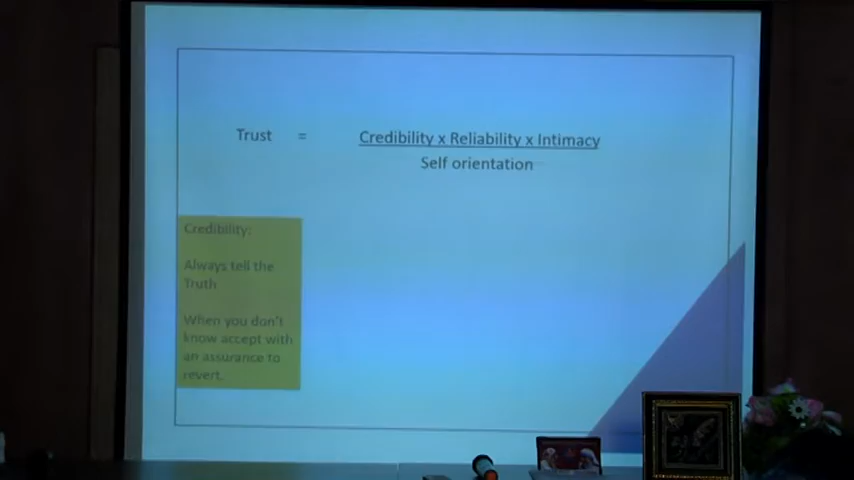 Trust = Credibility x Reliability x Intimacy
Self orientation
Credibility:
Always tell the
Truth
When you don't
know accept with
an assurance to
revert.